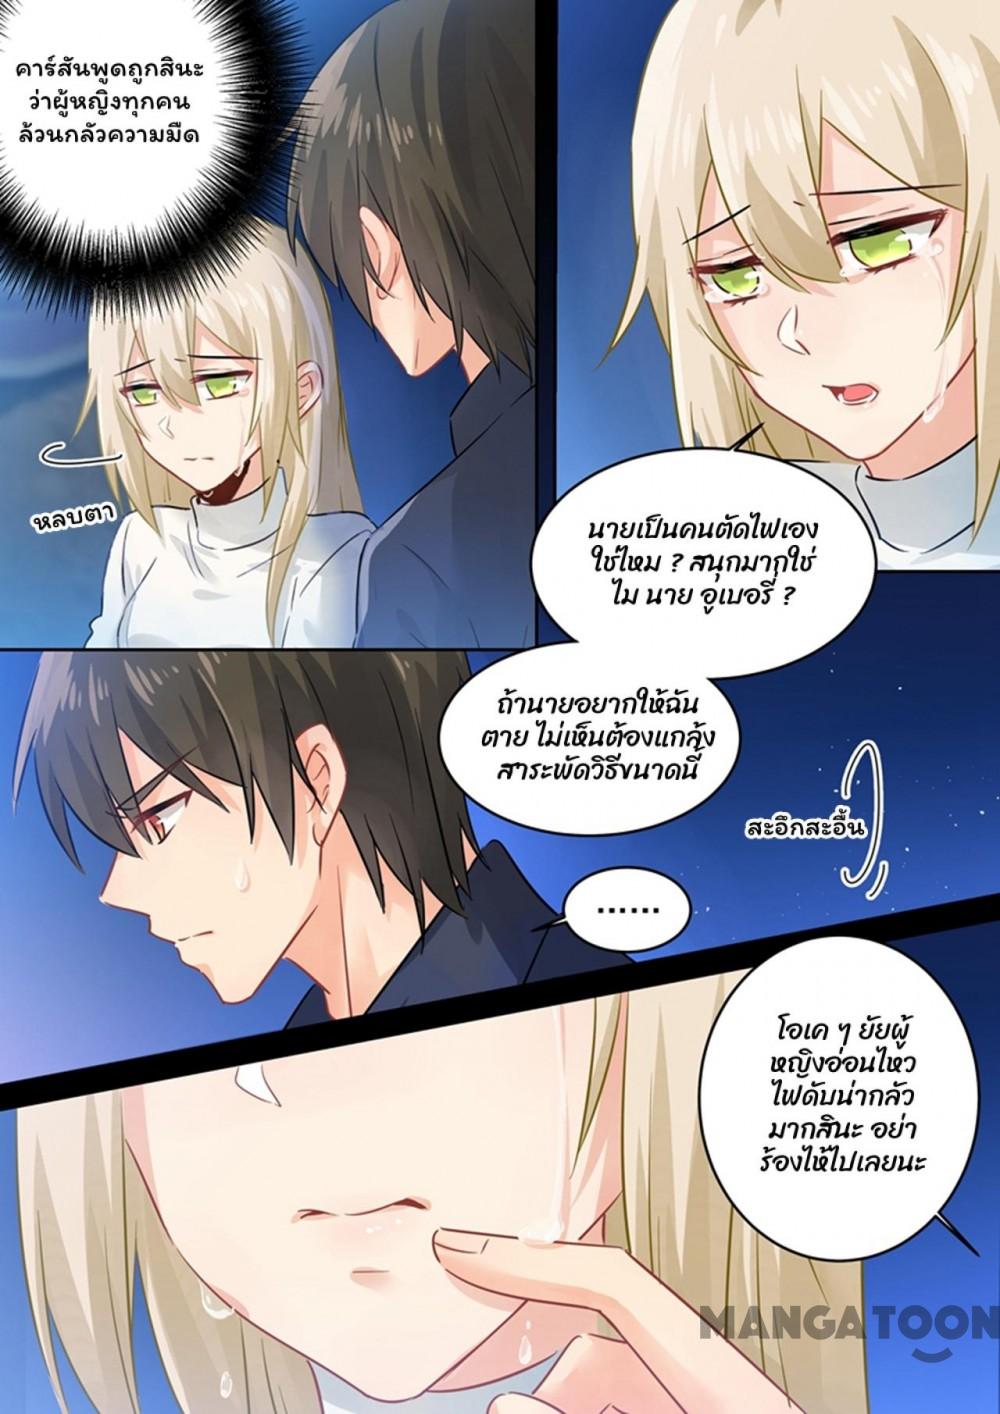 คาร์สันพูดถูกสินะ
ว่าผู้หญิงทุกคน
ล้วนกลัวความมืด
หลบตา
นายเป็นคนตัดไฟเอง
ใช่ไหม ? สนุกมากใช่
ไม นาย อูเบอรี่ ?
ถ้านายอยากให้ฉัน
ตาย ไม่เห็นต้องแกล้ง
สาระพัดวิธีขนาดนี้
สะอึกสะอื้น
......
โอเค ๆ ยัยผู้
หญิงอ่อนไหว
ไฟดับน่ากลัว
มากสินะ อย่า
ร้องไห้ไปเลยนะ
MANGATOON